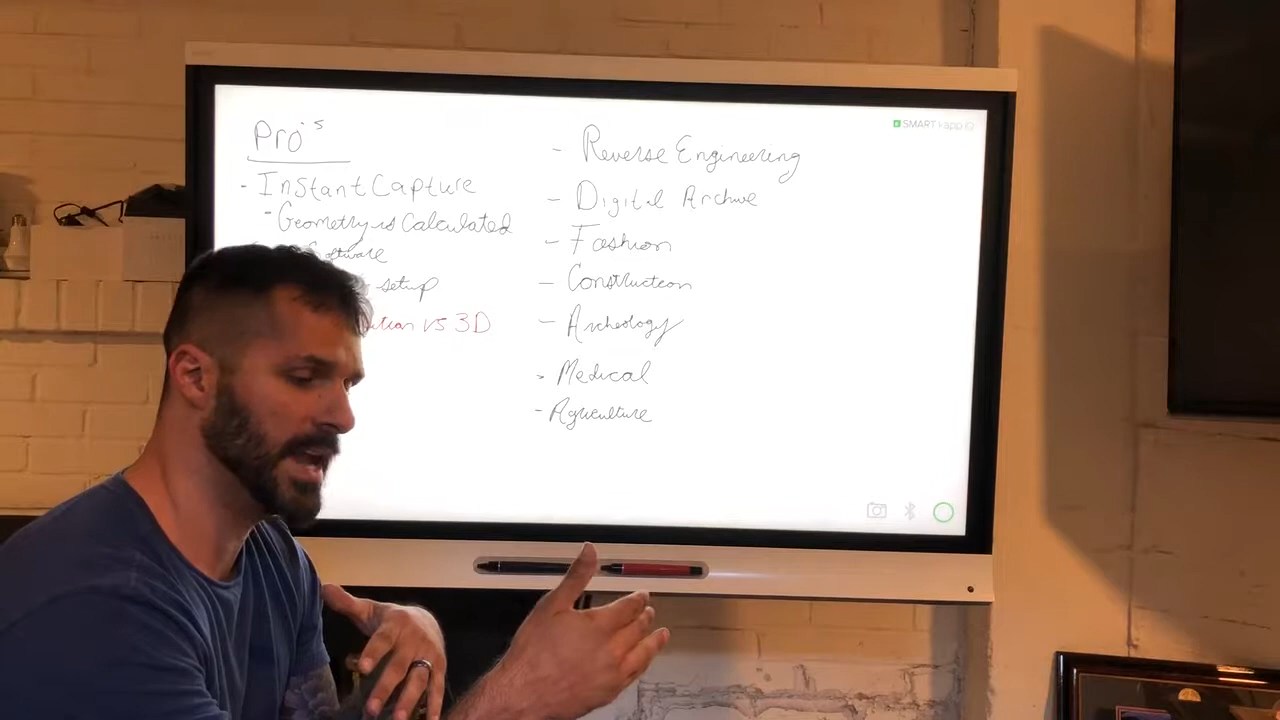 Pro's
- Instant Capture
- Geometry is Calculated
Software
setup
vs 3D
- Reverse Engineering
- Digital Archive
- Fashion
- Construction
- Archeology
- Medical
- Agriculture
SMART kapp iQ